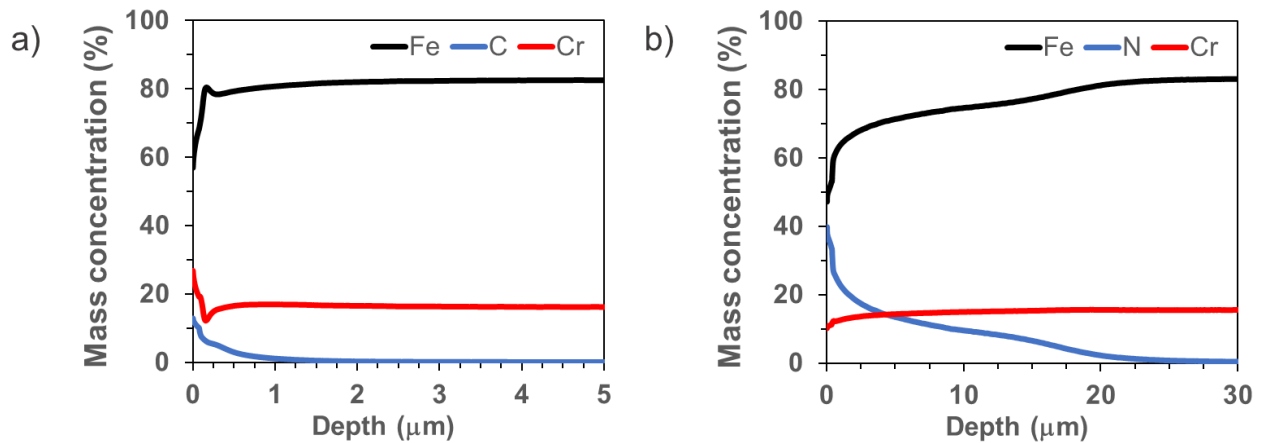 a)
Mass concentration (%)
100
80
60
40
20
0
Fe C Cr
0 1 2 3 4 5
Depth (μm)
b)
Mass concentration (%)
100
80
60
40
20
0
Fe N Cr
0 10 20 30
Depth (μm)